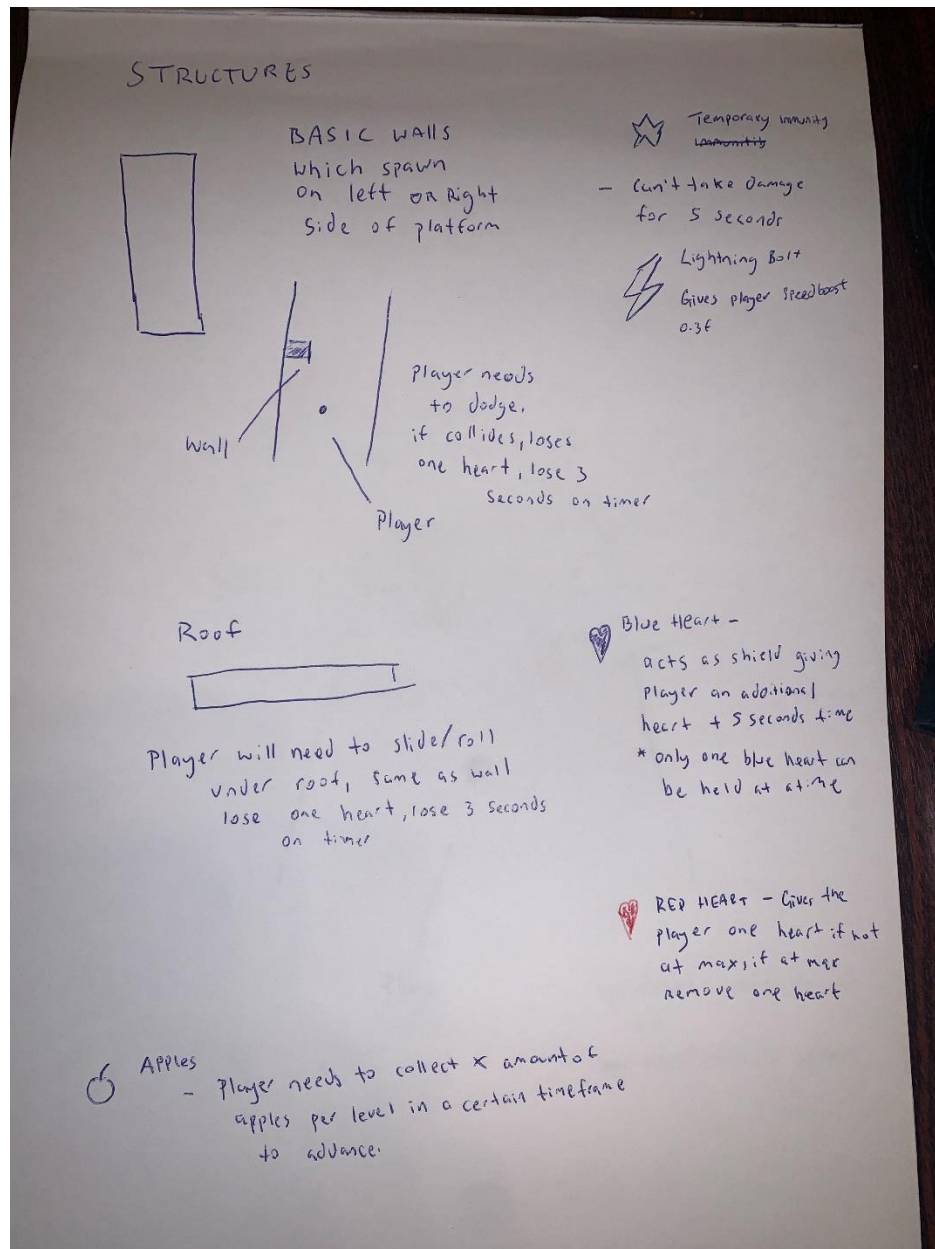 STRUCTURES
BASIC WALLS
which spawn
on left OR Right
Side of platform
Wall
Player
Player needs
to dodge.
if collides, loses
one heart, lose 3
Seconds on timer
Temporary immunity
- Can't take Damage
for 5 seconds
Lightning Bolt
Gives player speedboost
Roof
Player will need to slide/roll
under roof, same as wall
lose one heart, lose 3 seconds
on timer
Blue Heart -
acts as shield giving
Player an additional
heart + 5 seconds time
* only one blue heart can
be held at atime
RED HEART - Gives the
player one heart if not
at max, if at max
remove one heart
Apples
- Player needs to collect x amount of
apples per level in a certain timeframe
to advance.